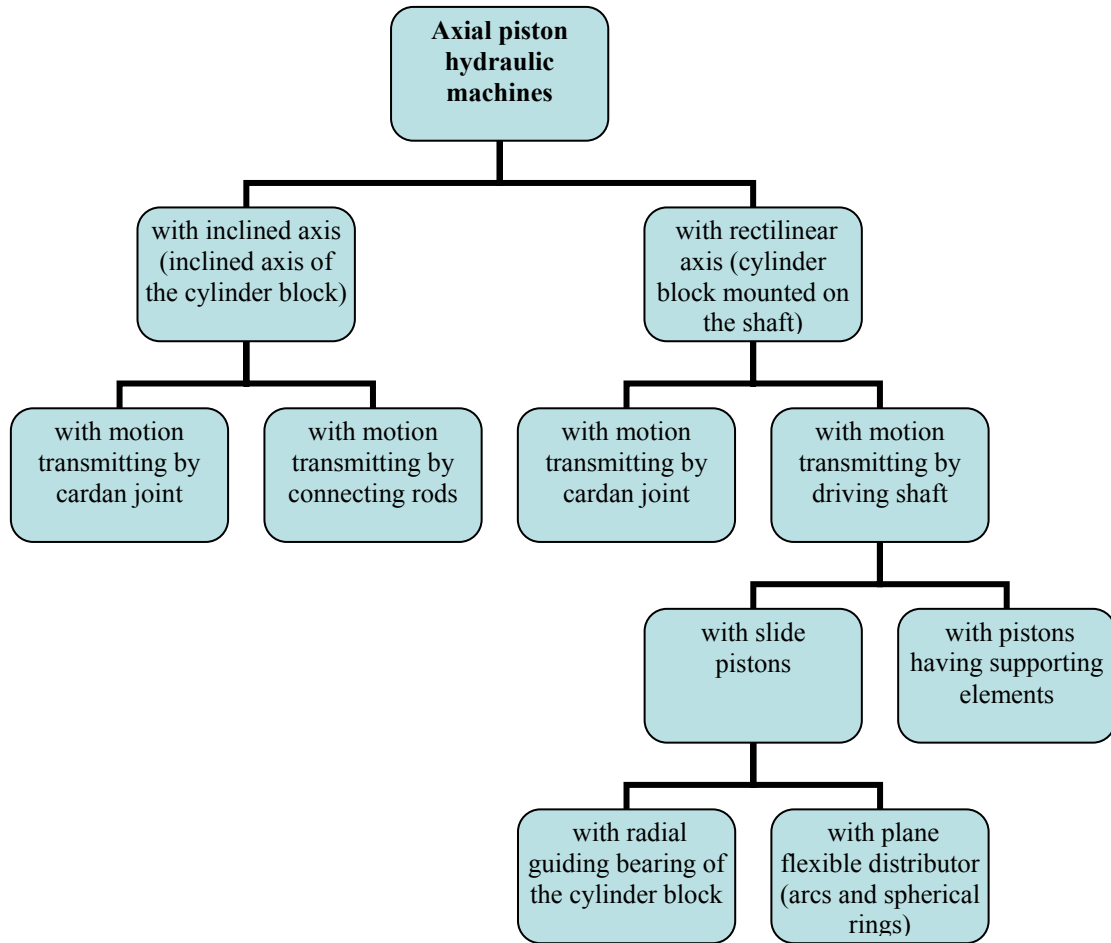 Axial piston
hydraulic
machines
with inclined axis
(inclined axis of
the cylinder block)
with rectilinear
axis (cylinder
block mounted on
the shaft)
with motion
transmitting by
cardan joint
with motion
transmitting by
connecting rods
with motion
transmitting by
cardan joint
with motion
transmitting by
driving shaft
with slide
pistons
with pistons
having supporting
elements
with radial
guiding bearing of
the cylinder block
with plane
flexible distributor
(arcs and spherical
rings)